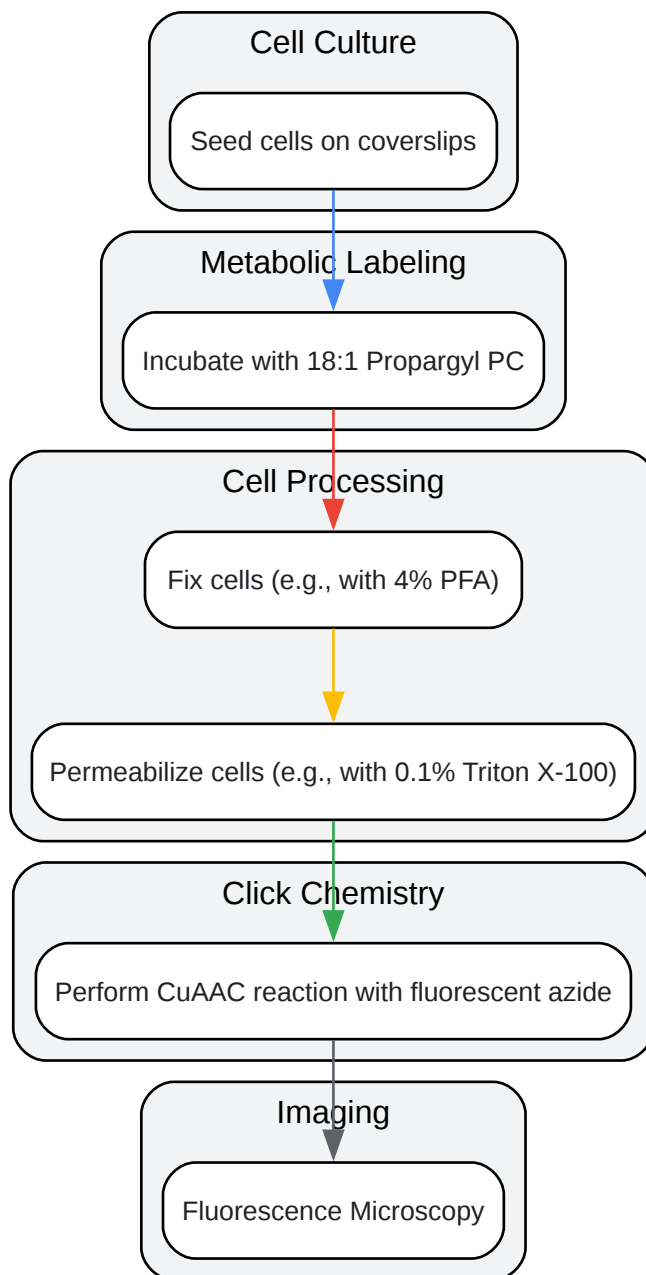 Cell Culture
Seed cells on coverslips
Metabolic Labeling
Incubate with 18:1 Propargyl PC
Cell Processing
Fix cells (e.g., with 4% PFA)
Permeabilize cells (e.g., with 0.1% Triton X-100)
Click Chemistry
Perform CuAAC reaction with fluorescent azide
Imaging
Fluorescence Microscopy